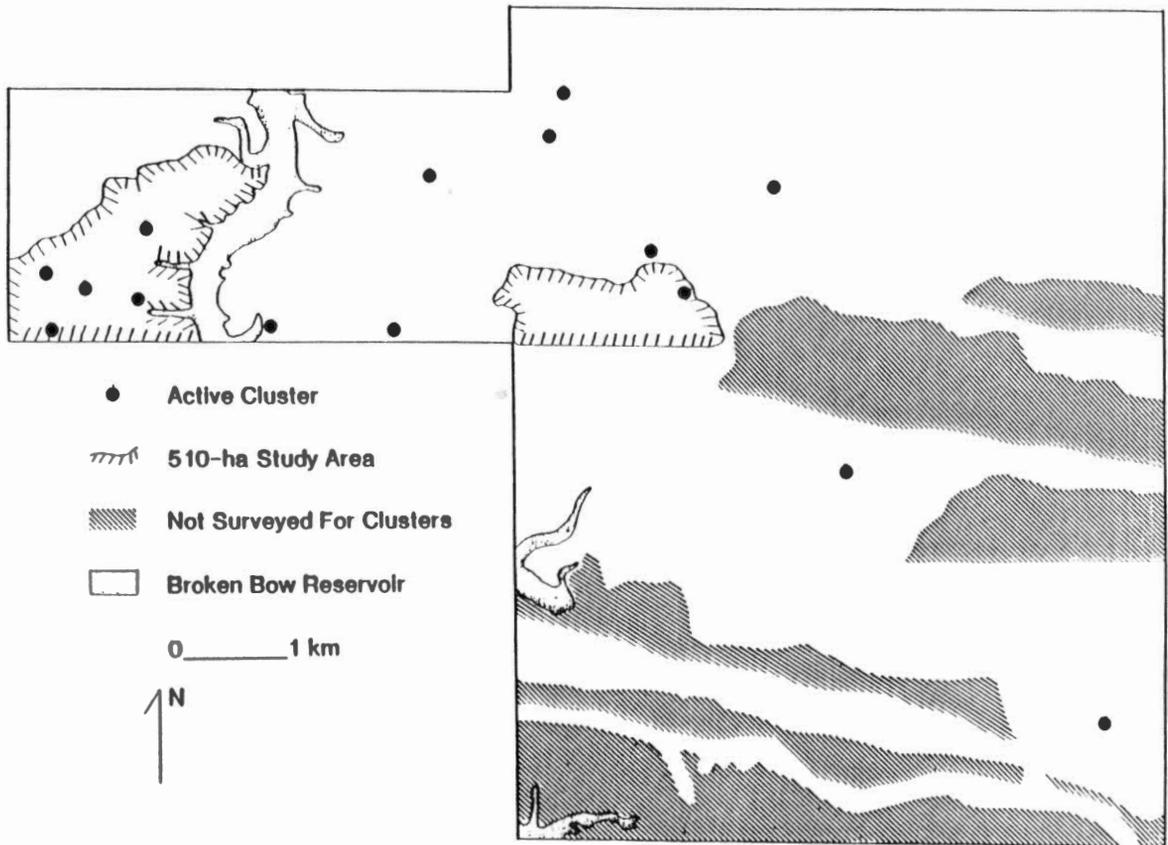 Active Cluster
510-ha Study Area
Not Surveyed For Clusters
Broken Bow Reservoir
0 1 km
N